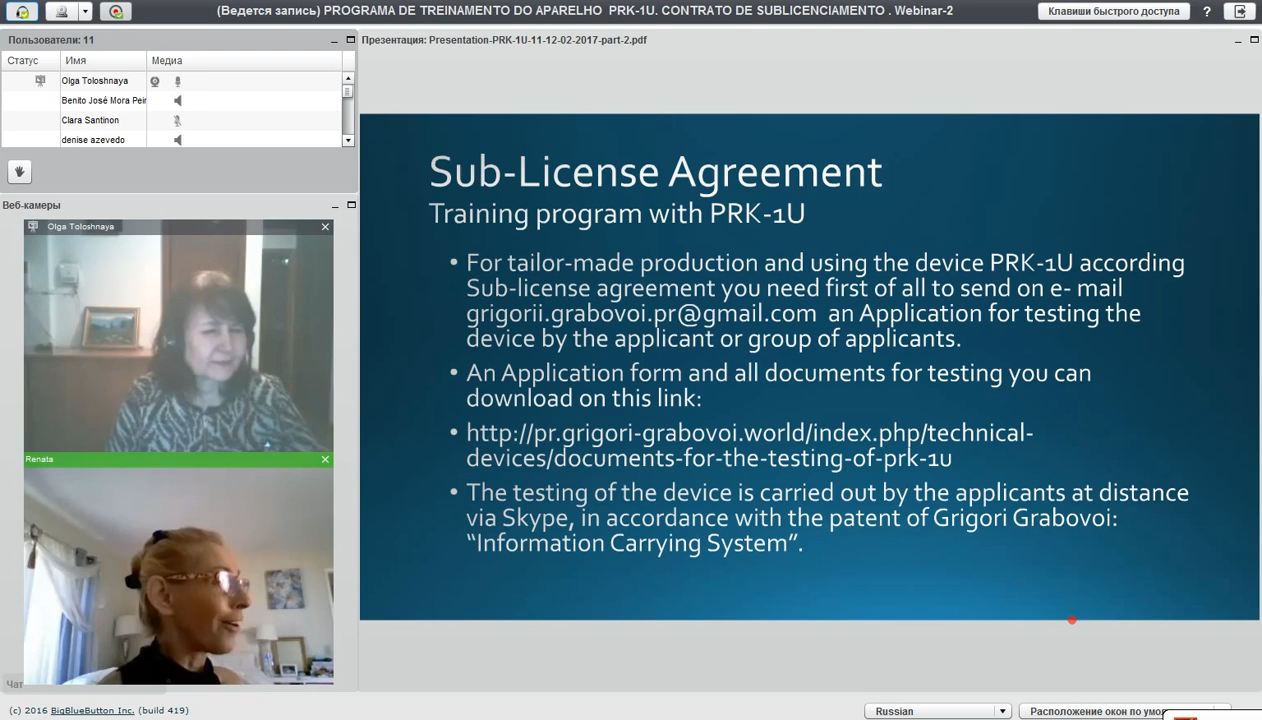 (Ведется запись) PROGRAMA DE TREINAMENTO DO APARELHO PRK-1U. CONTRATO DE SUBLICENCIAMENTO . Webinar-2
Клавиши быстрого доступа
?
Пользователи: 11
Статус Имя Медиа
Olga Toloshnaya
Benito José Mora Peir
Clara Santinon
denise azevedo
Веб-камеры
Olga Toloshnaya
Renata
Чат
Презентация: Presentation-PRK-1U-11-12-02-2017-part-2.pdf
Sub-License Agreement
Training program with PRK-1U
• For tailor-made production and using the device PRK-1U according
Sub-license agreement you need first of all to send on e- mail
grigorii.grabovoi.pr@gmail.com an Application for testing the
device by the applicant or group of applicants.
• An Application form and all documents for testing you can
download on this link:
• http://pr.grigori-grabovoi.world/index.php/technical-
devices/documents-for-the-testing-of-prk-1u
• The testing of the device is carried out by the applicants at distance
via Skype, in accordance with the patent of Grigori Grabovoi:
“Information Carrying System”.
(c) 2016 BigBlueButton Inc. (build 419)
Russian
Расположение окон по умол